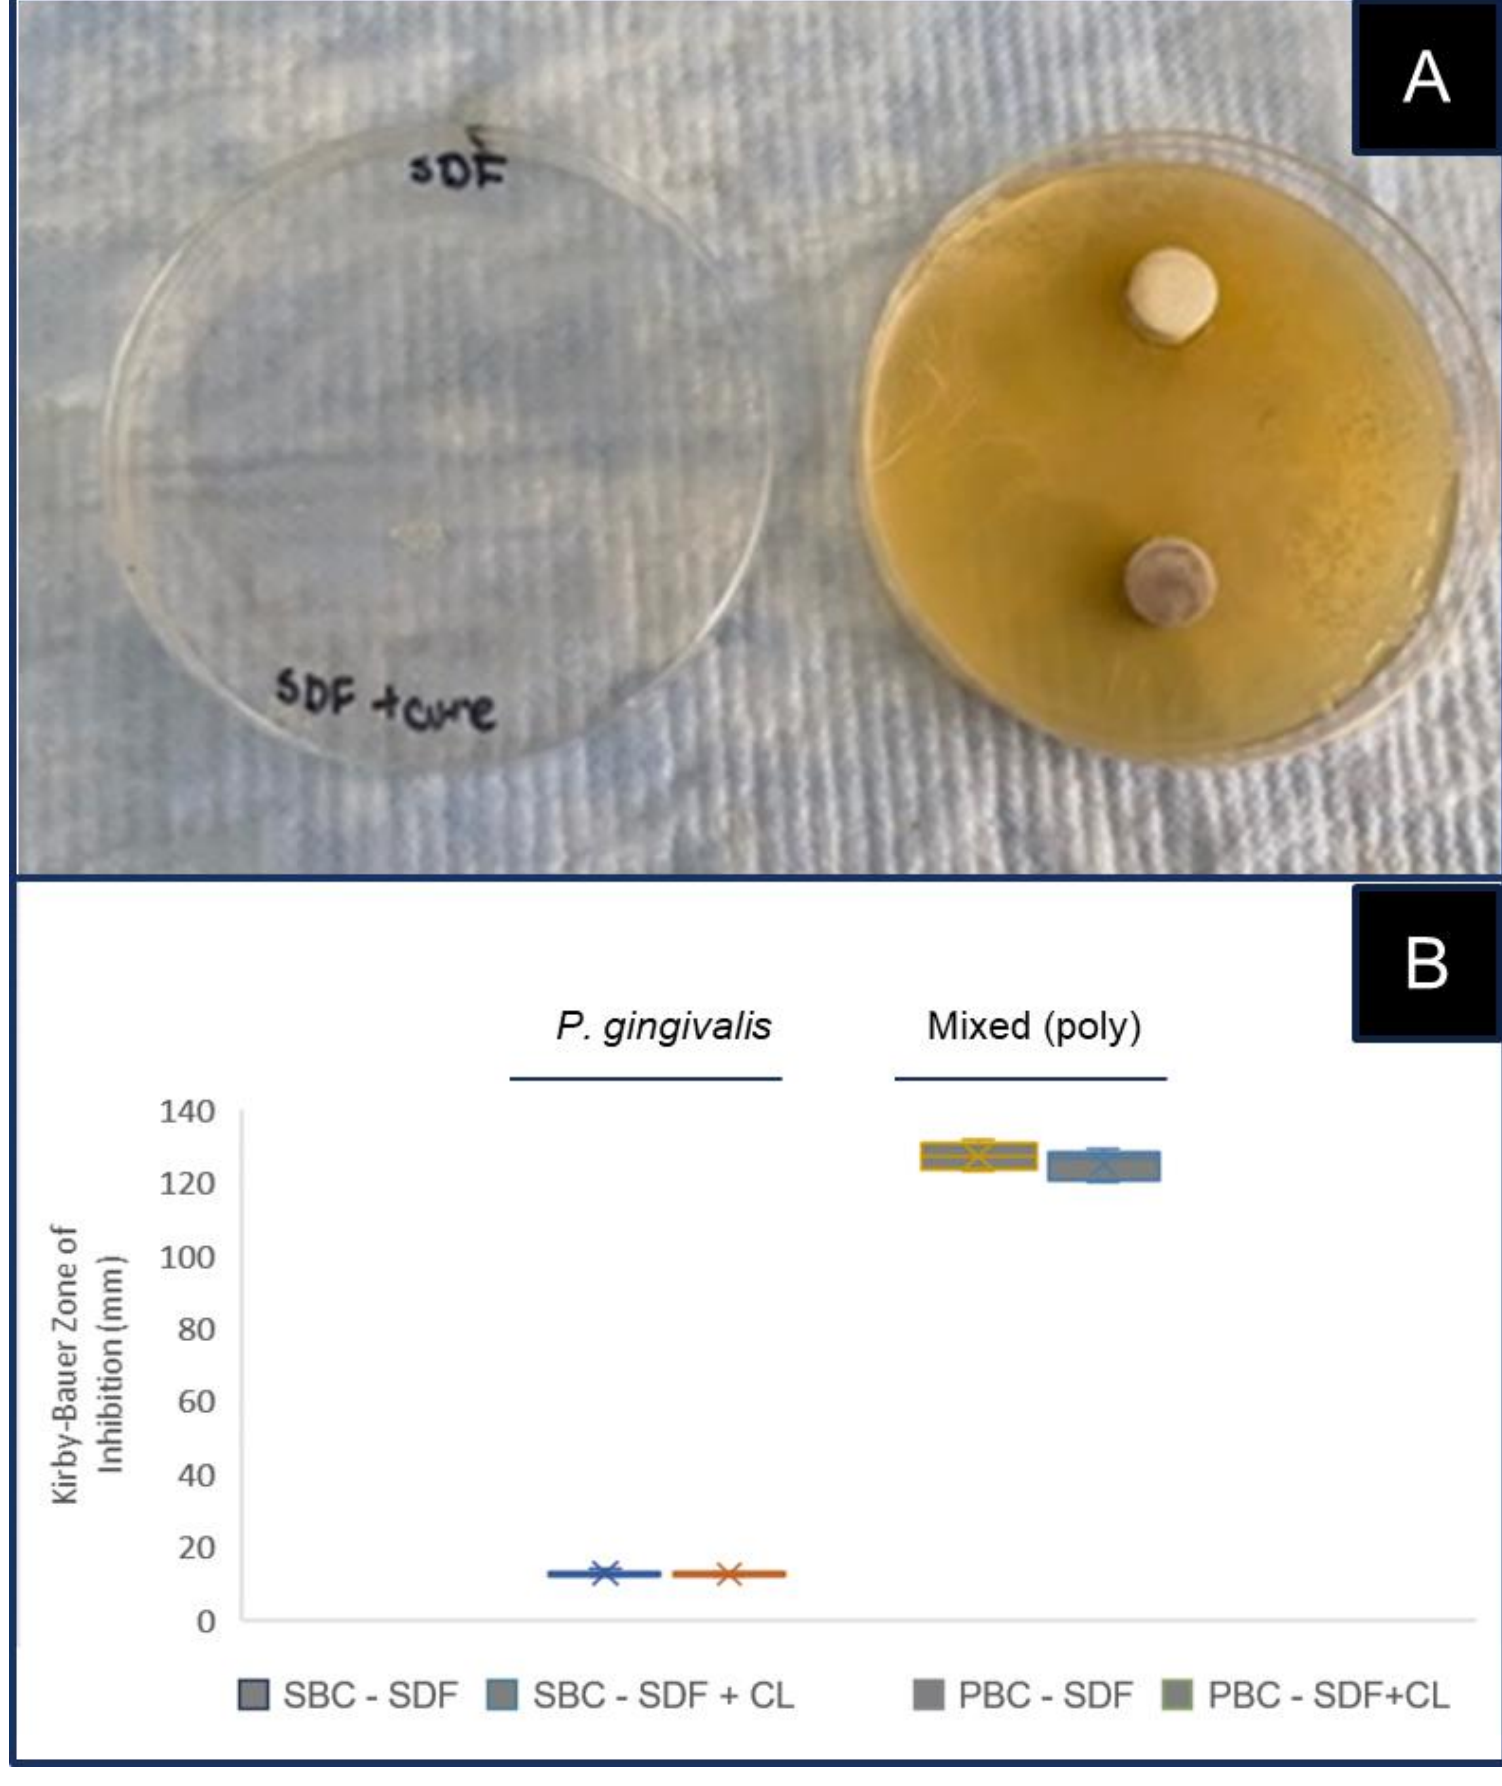 A
SDF
SDF +cure
B
P. gingivalis
Mixed (poly)
Kirby-Bauer Zone of
Inhibition (mm)
140
120
100
80
60
40
20
0
SBC - SDF
SBC - SDF + CL
PBC - SDF
PBC - SDF+CL